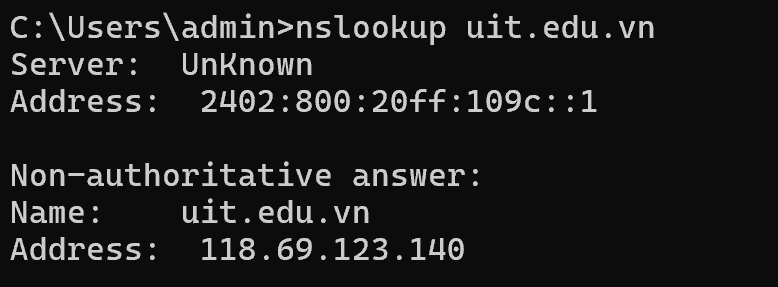 C:\Users\admin>nslookup uit.edu.vn
Server:  UnKnown
Address:  2402:800:20ff:109c::1

Non-authoritative answer:
Name:    uit.edu.vn
Address:  118.69.123.140